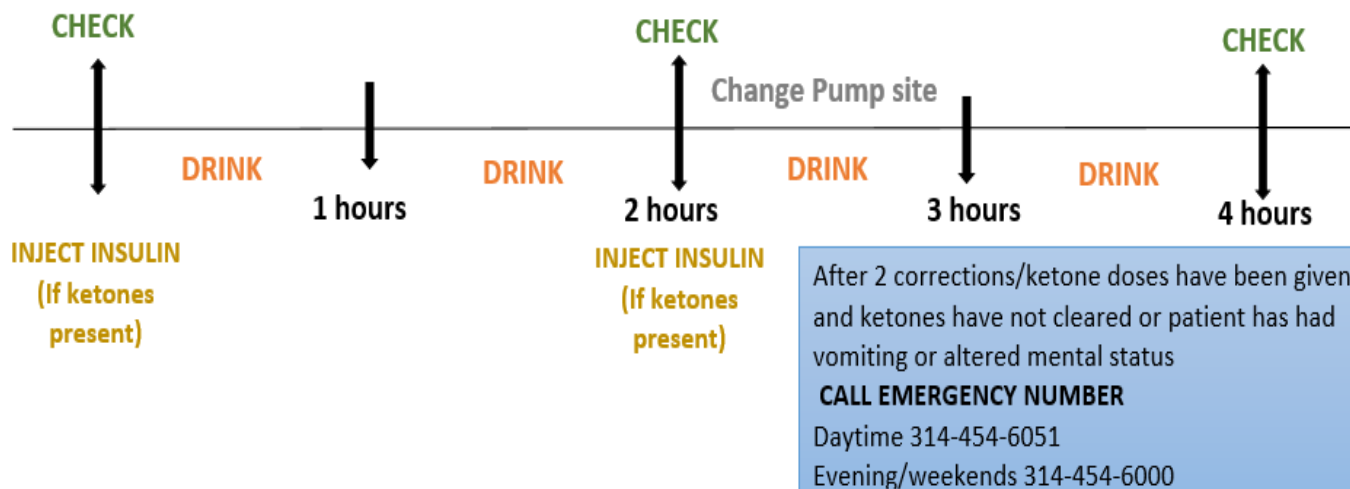 CHECK
CHECK
CHECK
Change Pump site
DRINK
DRINK
DRINK
DRINK
1 hours
2 hours
3 hours
4 hours
INJECT INSULIN
(If ketones
present)
INJECT INSULIN
(If ketones
present)
After 2 corrections/ketone doses have been given
and ketones have not cleared or patient has had
vomiting or altered mental status
CALL EMERGENCY NUMBER
Daytime 314-454-6051
Evening/weekends 314-454-6000